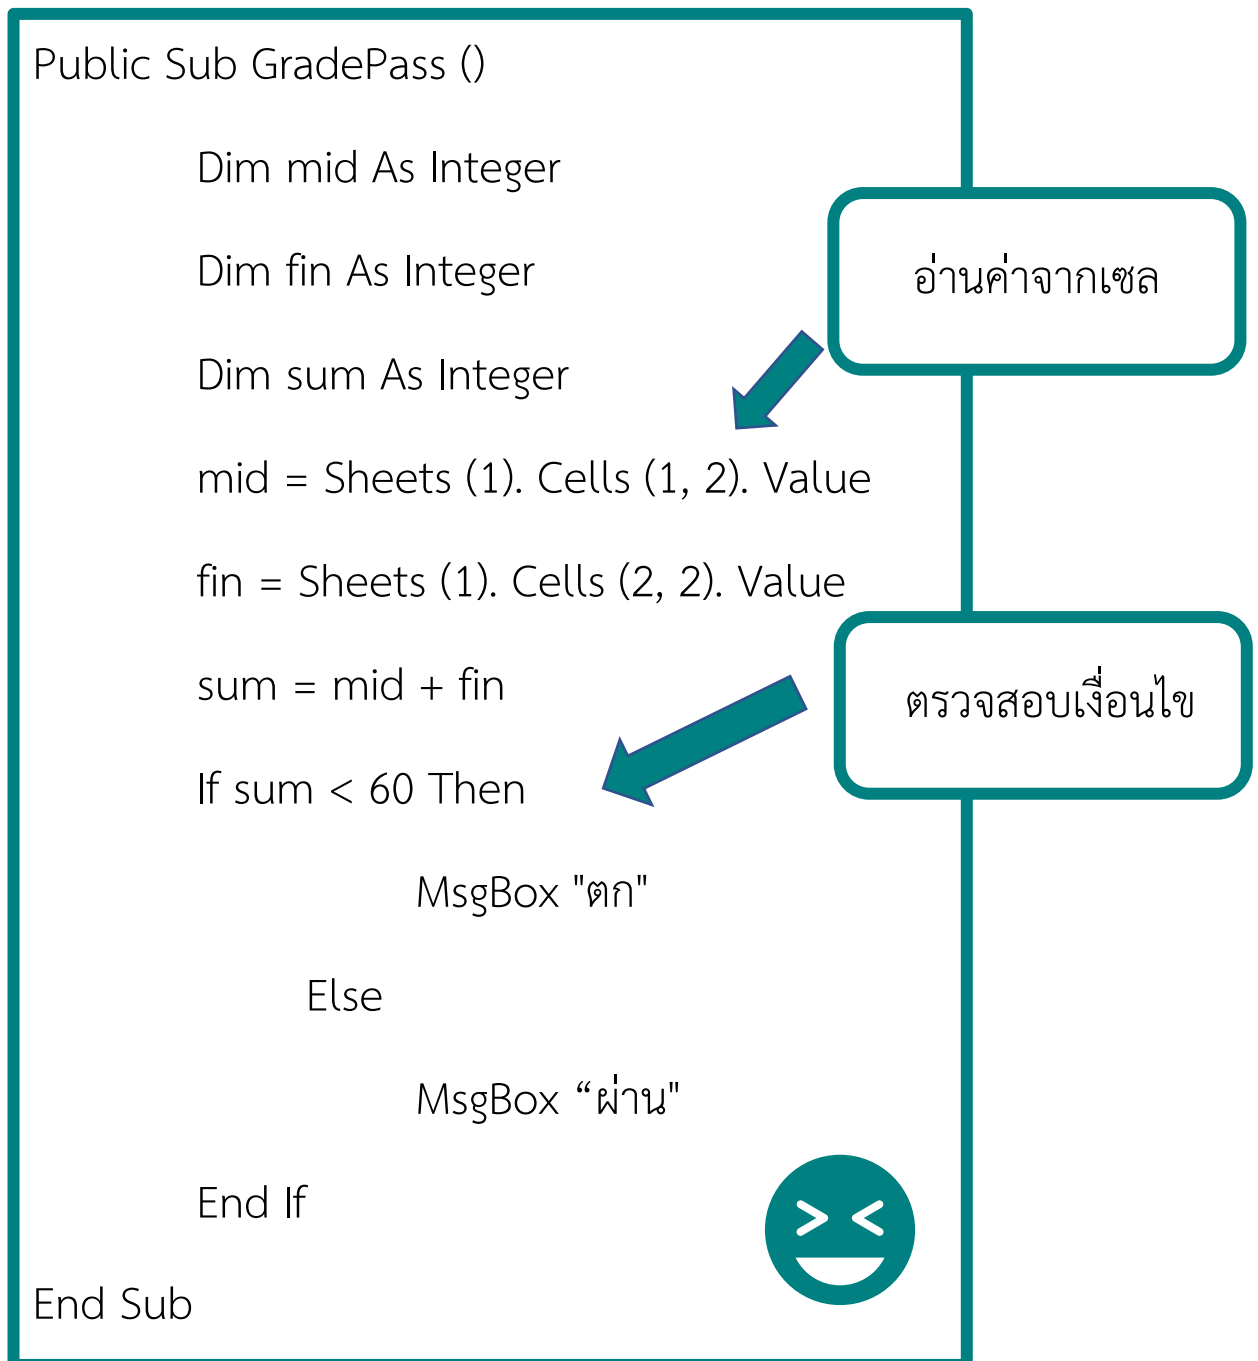 Public Sub GradePass ()
Dim mid As Integer
Dim fin As Integer
อ่านค่าจากเซล
Dim sum As Integer
mid = Sheets (1). Cells (1, 2). Value
fin = Sheets (1). Cells (2, 2). Value
sum = mid + fin
ตรวจสอบเงื่อนไข
If sum < 60 Then
MsgBox "ตก"
Else
MsgBox “ผ่าน"
End If
End Sub